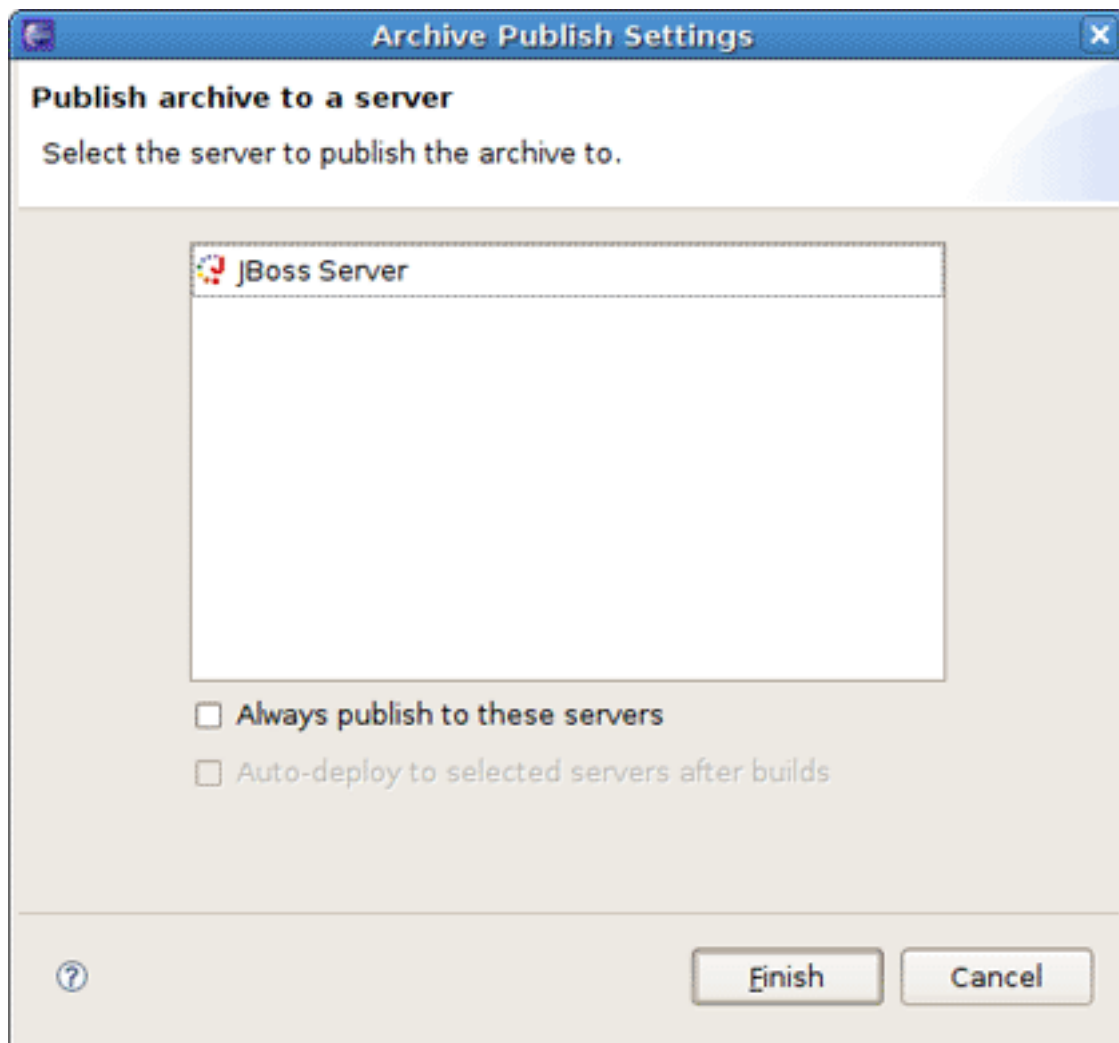 Archive Publish Settings
Publish archive to a server
Select the server to publish the archive to.
JBoss Server
Always publish to these servers
Auto-deploy to selected servers after builds
Finish
Cancel